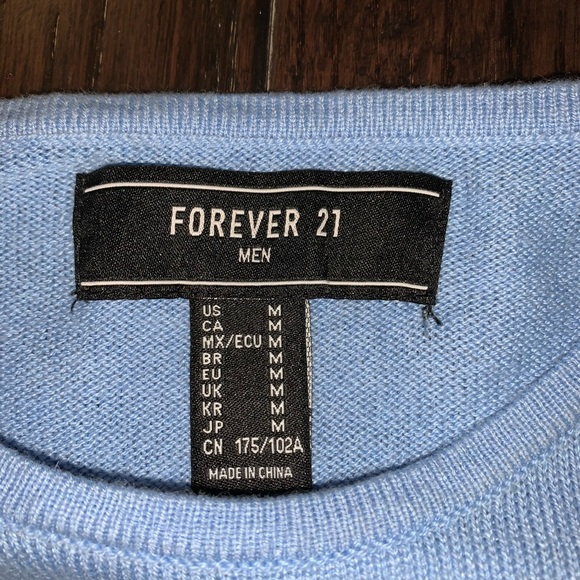 FOREVER 21
MEN
US M
CA M
MX/ECU M
BR M
EU M
UK M
KR M
JP M
CN 175/102A
MADE IN CHINA